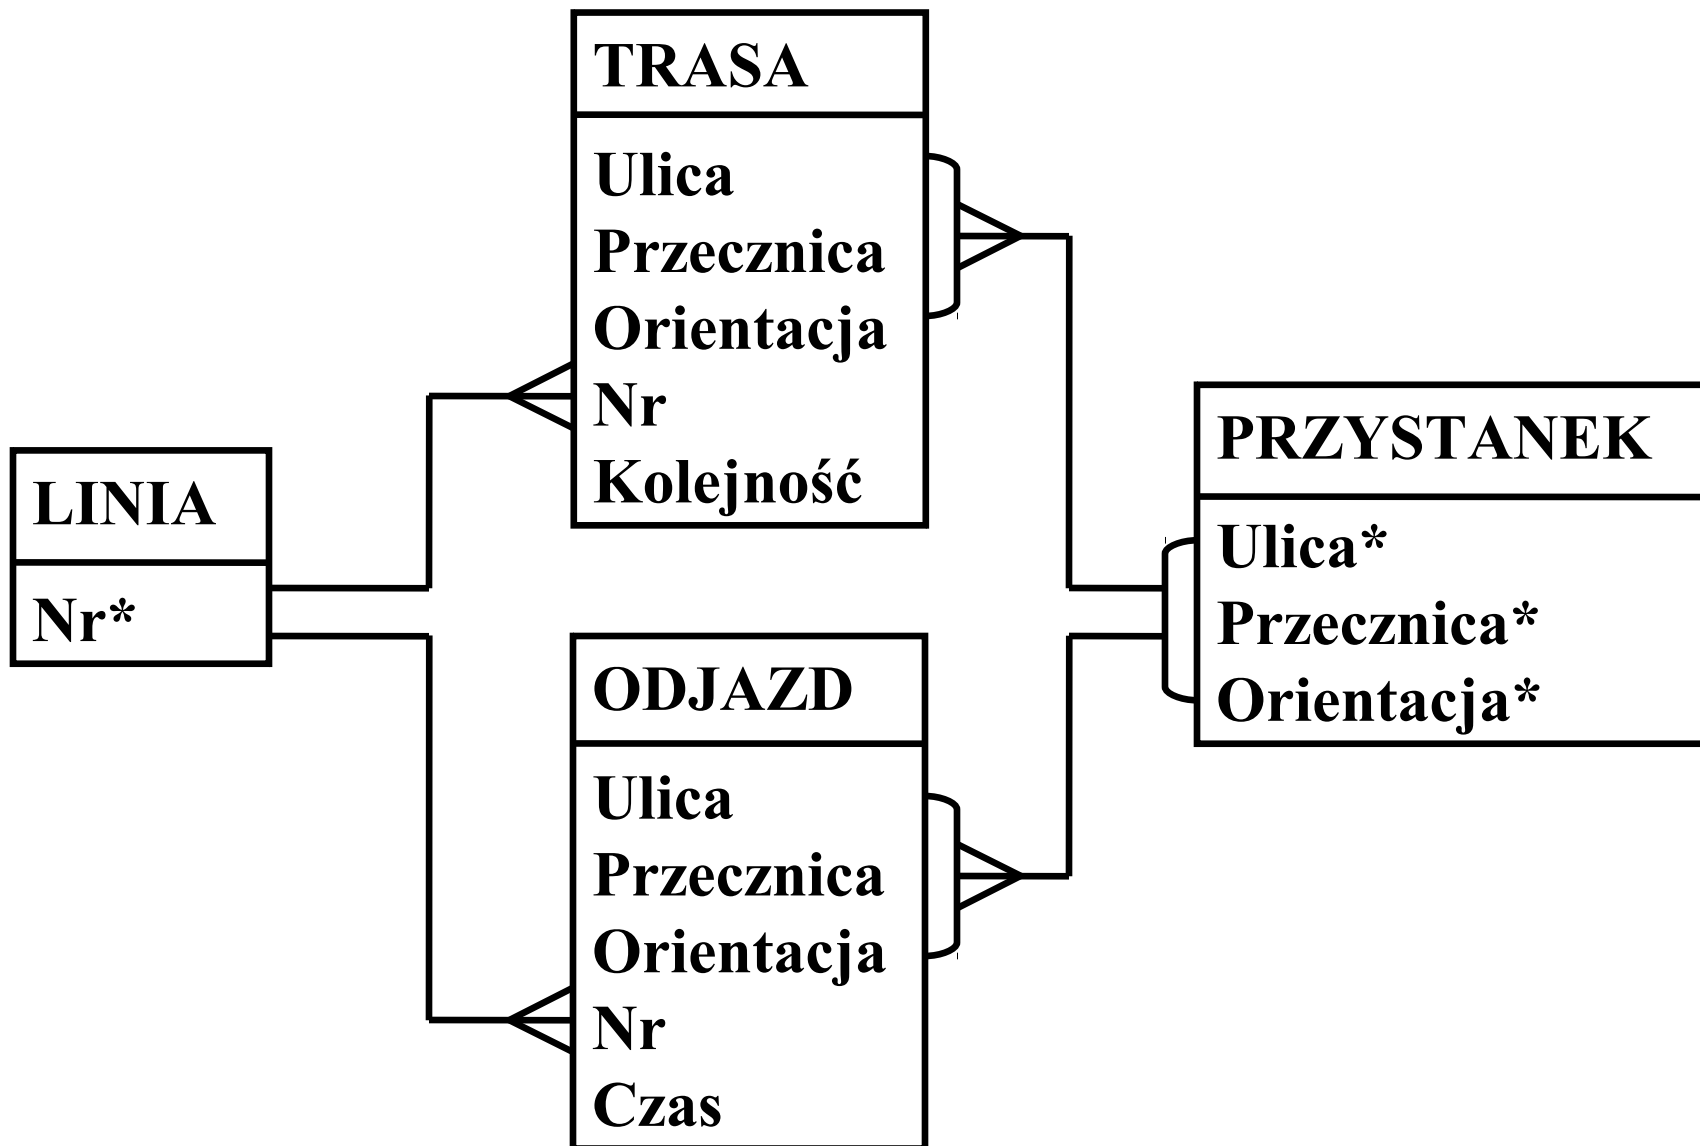 TRASA
Ulica
Przecznica
Orientacja
Nr
Kolejność
LINIA
Nr*
PRZYSTANEK
Ulica*
Przecznica*
Orientacja*
ODJAZD
Ulica
Przecznica
Orientacja
Nr
Czas